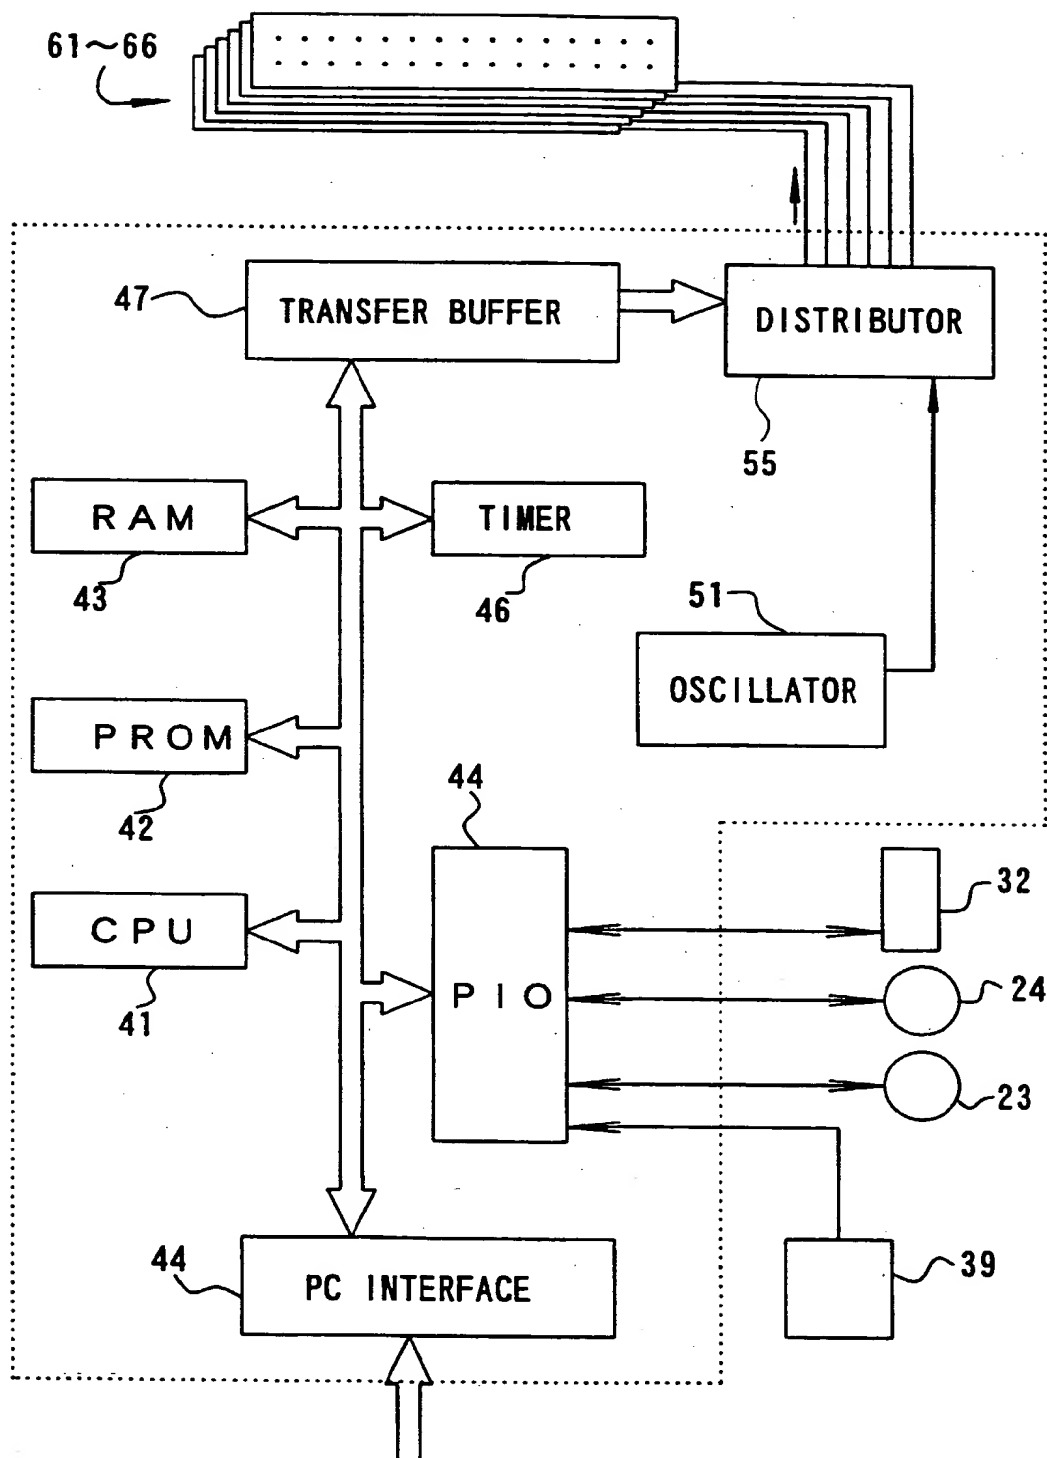 61～66
47
TRANSFER BUFFER
DISTRIBUTOR
55
RAM
43
TIMER
46
51
OSCILLATOR
PROM
42
44
32
CPU
41
PIO
24
23
44
PC INTERFACE
39